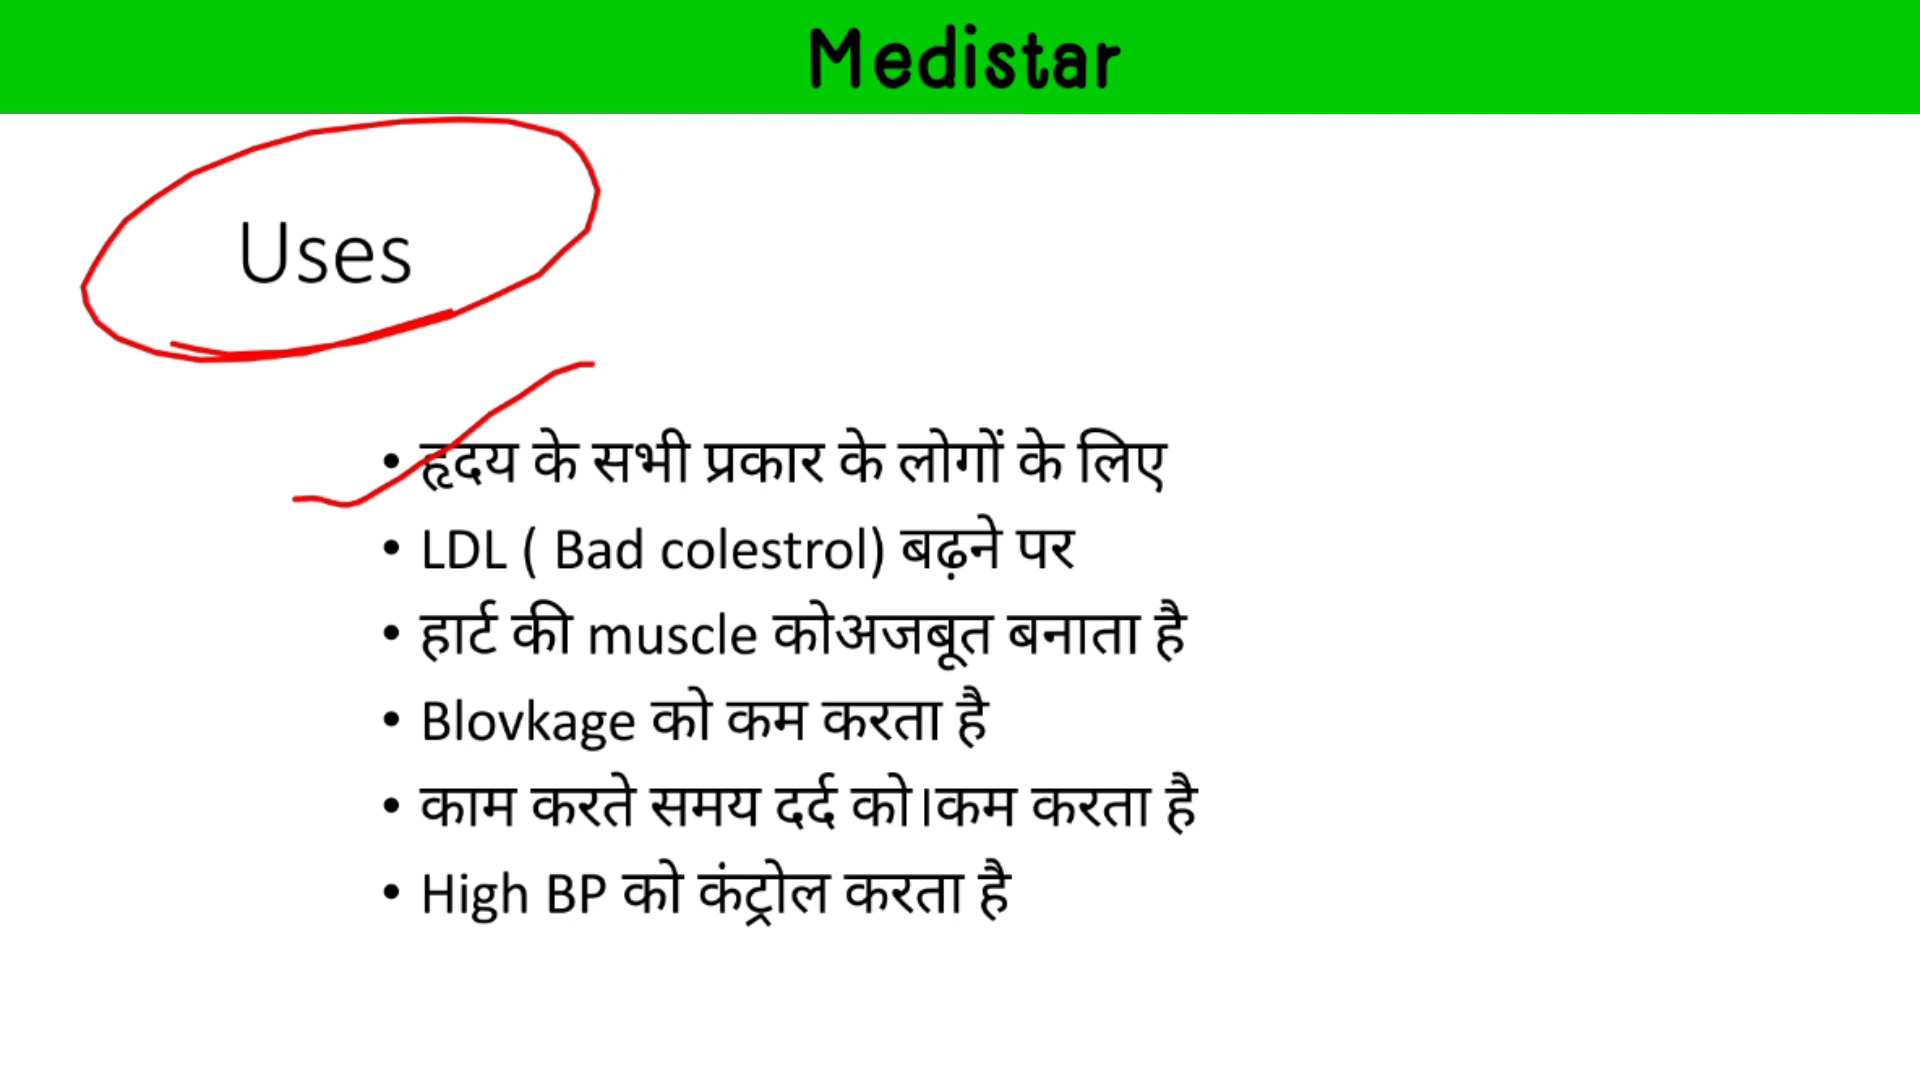 Medistar
Uses
• हृदय के सभी प्रकार के लोगों के लिए
• LDL ( Bad colestrol) बढ़ने पर
• हार्ट की muscle कोअजबूत बनाता है
• Blovkage को कम करता है
• काम करते समय दर्द को।कम करता है
• High BP को कंट्रोल करता है